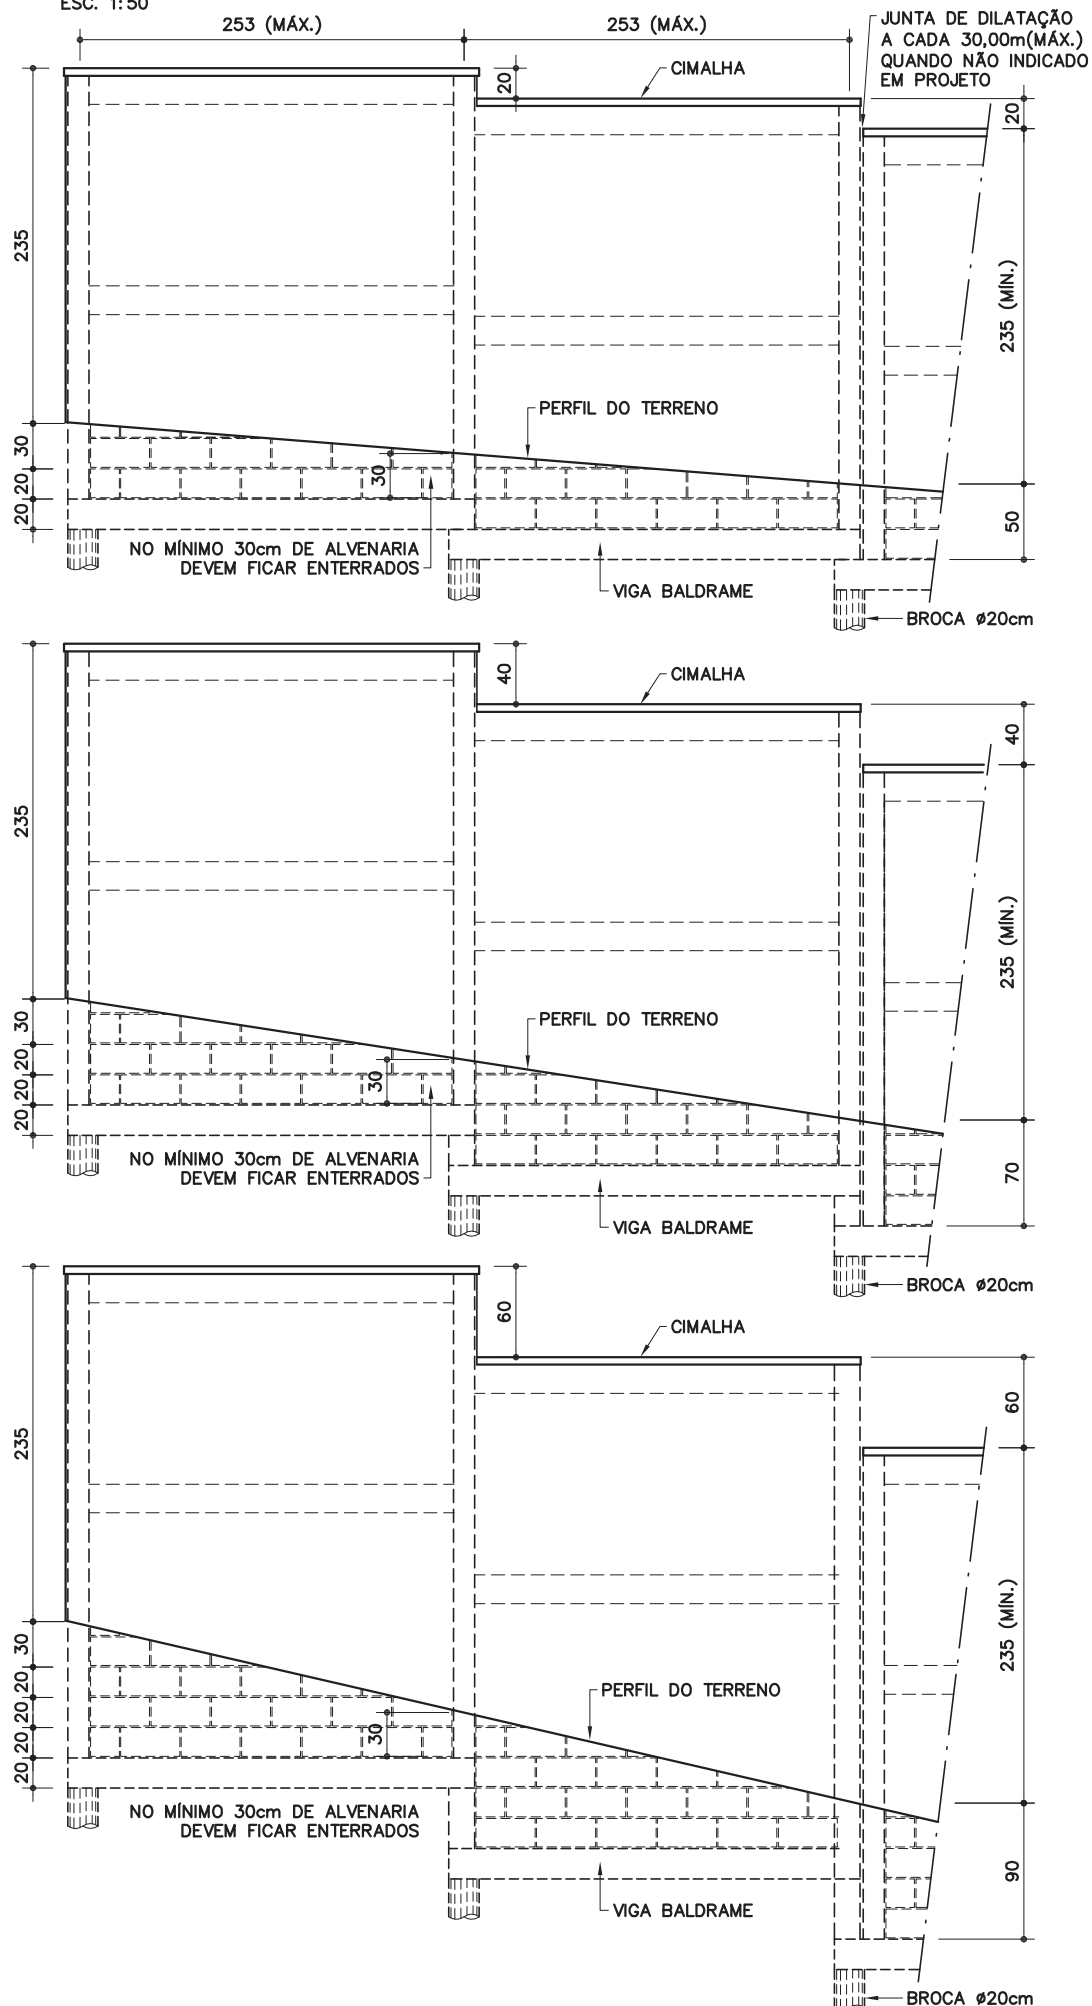 ESC. 1:50
253 (MÁX.)
253 (MÁX.)
JUNTA DE DILATAÇÃO
A CADA 30,00m(MÁX.)
QUANDO NÃO INDICADO
EM PROJETO
20
CIMALHA
20
235
235 (MÍN.)
PERFIL DO TERRENO
30
30
20
20
50
NO MÍNIMO 30cm DE ALVENARIA
DEVEM FICAR ENTERRADOS
VIGA BALDRAME
BROCA ø20cm
40
CIMALHA
40
235
235 (MÍN.)
PERFIL DO TERRENO
30
30
20
20
20
70
NO MÍNIMO 30cm DE ALVENARIA
DEVEM FICAR ENTERRADOS
VIGA BALDRAME
BROCA ø20cm
60
CIMALHA
60
235
235 (MÍN.)
PERFIL DO TERRENO
30
30
20
20
20
20
90
NO MÍNIMO 30cm DE ALVENARIA
DEVEM FICAR ENTERRADOS
VIGA BALDRAME
BROCA ø20cm